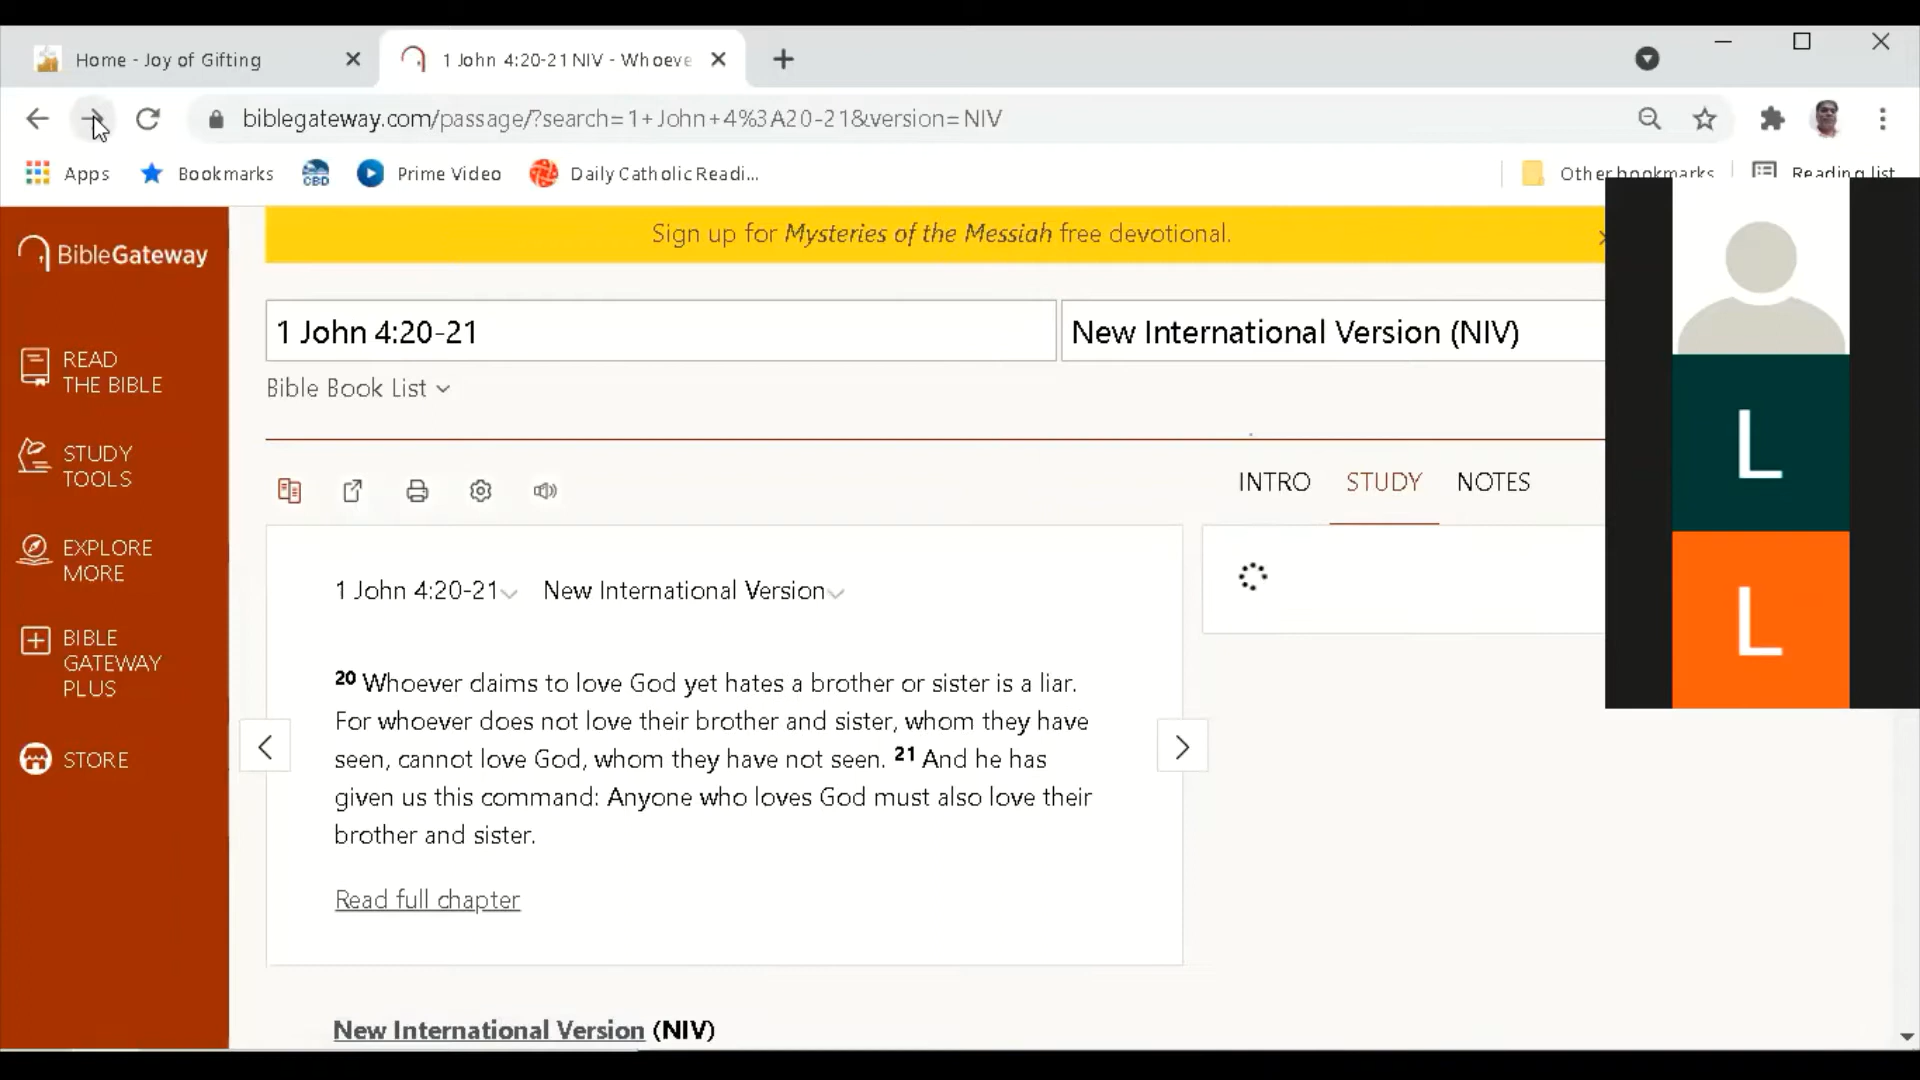 Home - Joy of Gifting
1 John 4:20-21 NIV - Whoeve
biblegateway.com/passage/?search=1+John+4%3A20-21&version=NIV
Apps
Bookmarks
CBD
Prime Video
Daily Catholic Readi...
Other bookmarks
Reading list
BibleGateway
Sign up for Mysteries of the Messiah free devotional.
1 John 4:20-21
New International Version (NIV)
Bible Book List
READ
THE BIBLE
STUDY
TOOLS
EXPLORE
MORE
BIBLE
GATEWAY
PLUS
STORE
INTRO
STUDY
NOTES
1 John 4:20-21
New International Version
20 Whoever claims to love God yet hates a brother or sister is a liar.
For whoever does not love their brother and sister, whom they have
seen, cannot love God, whom they have not seen. 21 And he has
given us this command: Anyone who loves God must also love their
brother and sister.
Read full chapter
New International Version (NIV)
L
L